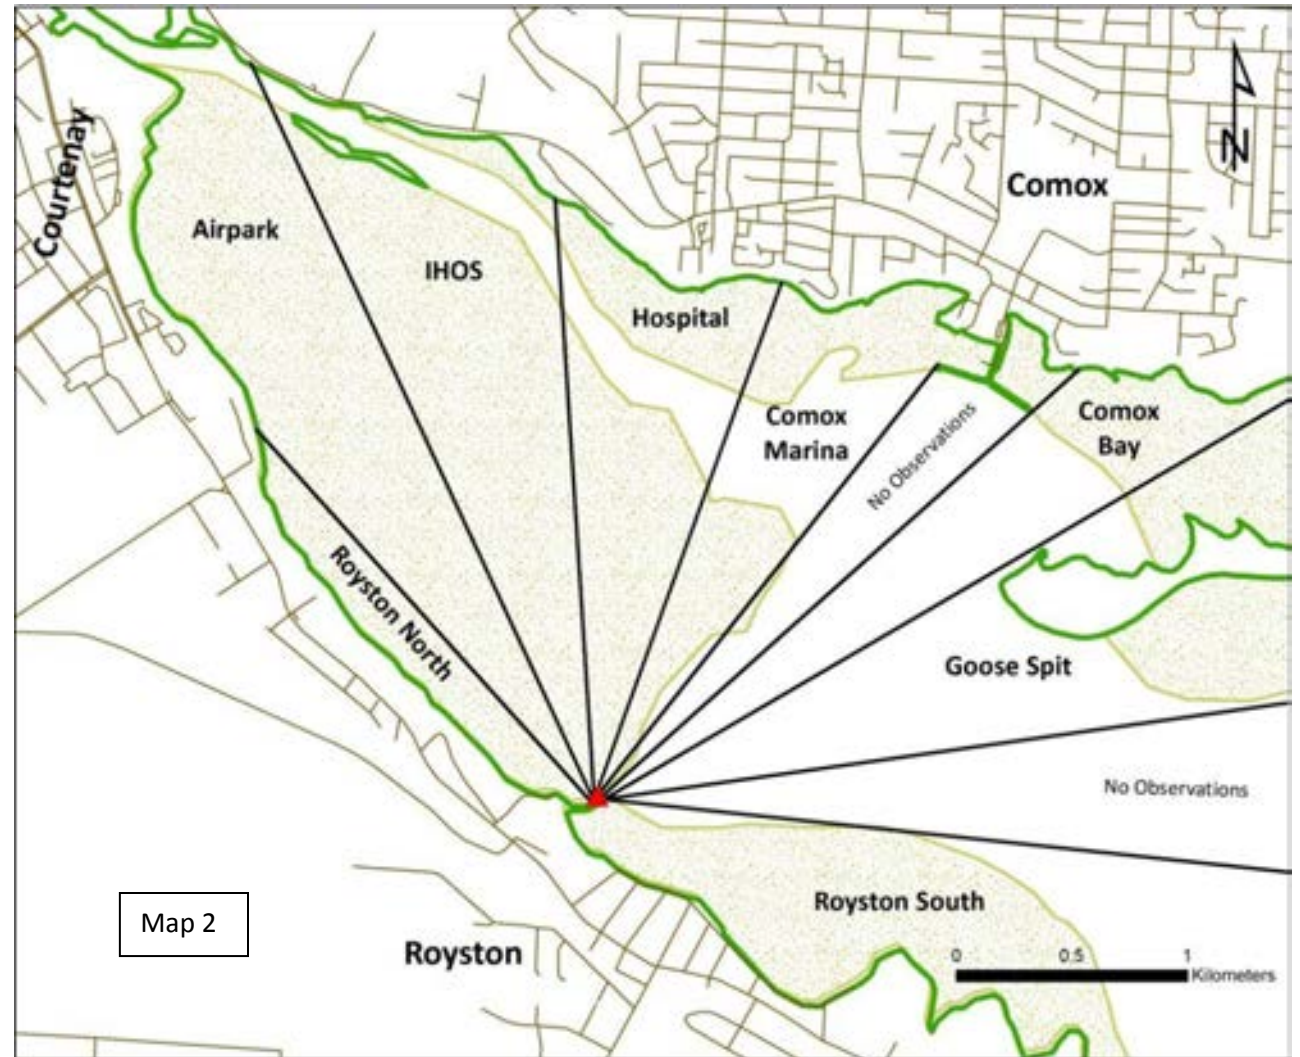 Courtenay
Comox
N
Airpark
IHOS
Hospital
Comox
Marina
No Observations
Comox
Bay
Royston North
Goose Spit
No Observations
Royston South
Map 2
Royston
0 0.5 1
Kilometers